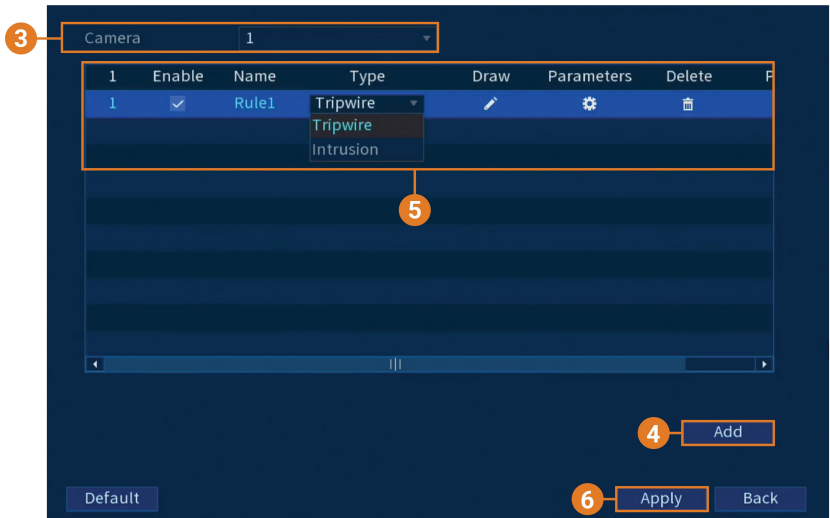 3 Camera 1
1 Enable Name Type Draw Parameters Delete P
1 Rule1 Tripwire
Tripwire
Intrusion
5
4 Add
Default 6 Apply Back